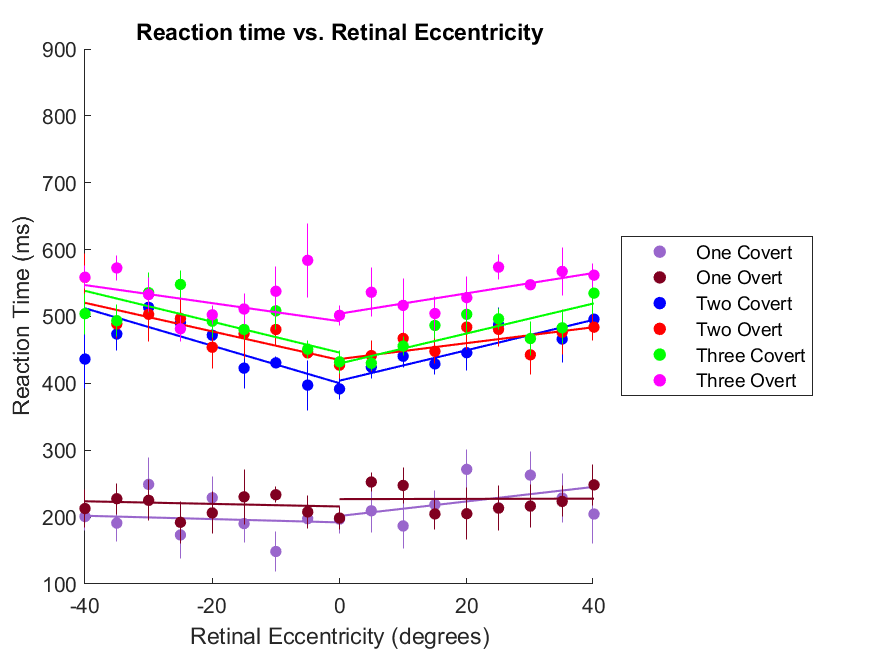 Reaction time vs. Retinal Eccentricity
900
800
700
600
500
400
300
200
100
Reaction Time (ms)
-40
-20
0
20
40
Retinal Eccentricity (degrees)
One Covert
One Overt
Two Covert
Two Overt
Three Covert
Three Overt